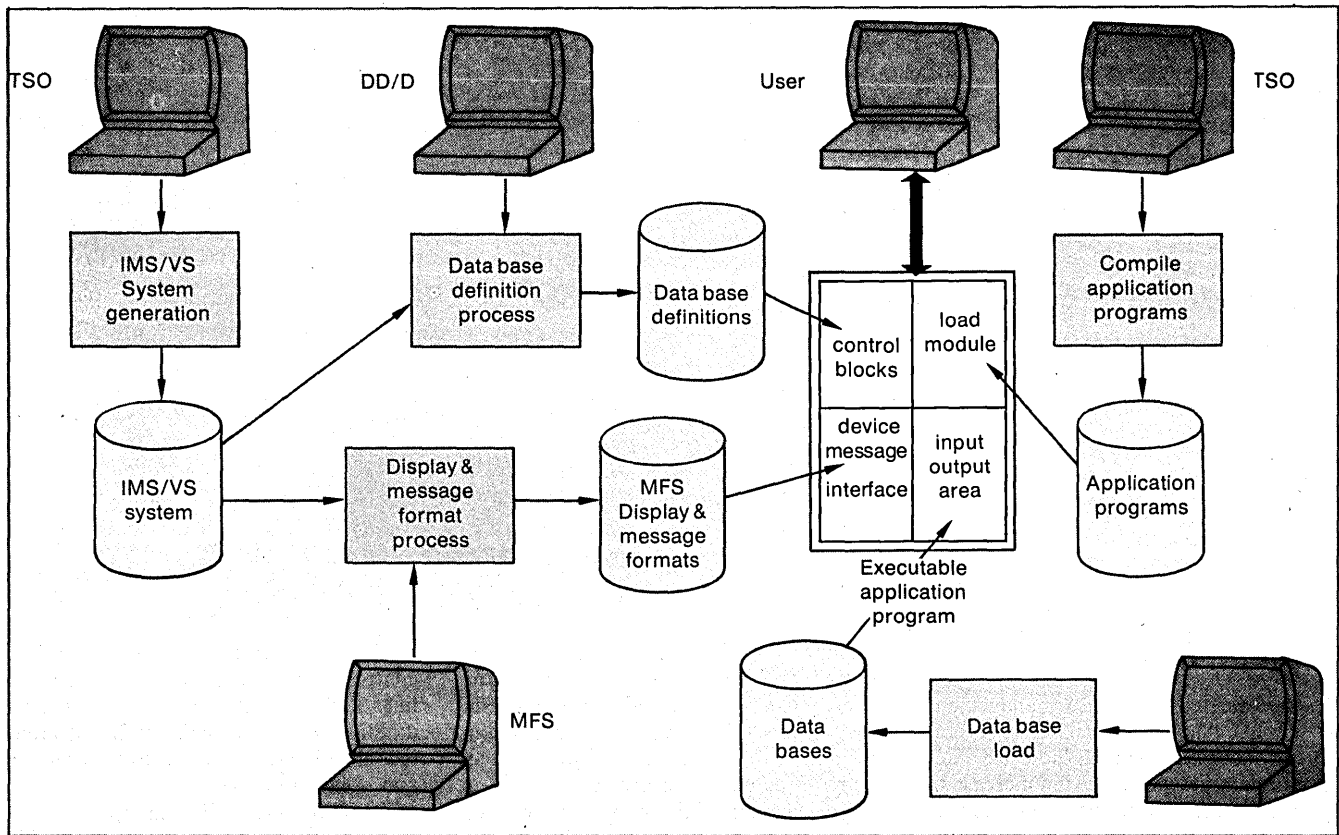 TSO
DD/D
User
TSO
IMS/VS
System
generation
Data base
definition
process
Data base
definitions
control
blocks
load
module
Compile
application
programs
IMS/VS
system
Display &
message
format
process
MFS
Display &
message
formats
device
message
interface
input
output
area
Application
programs
Executable
application
program
MFS
Data
bases
Data base
load